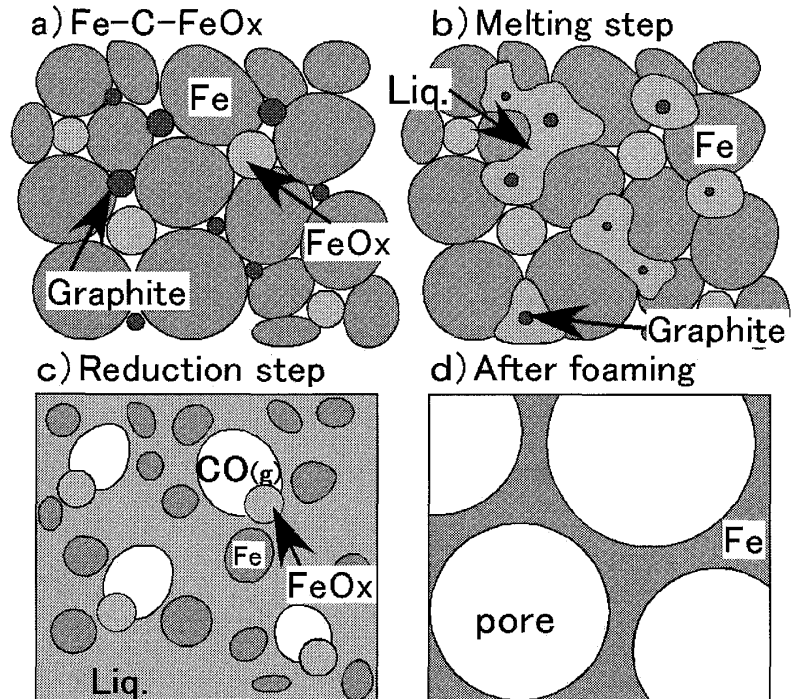 a) Fe-C-FeOx
Fe
FeOx
Graphite
b) Melting step
Liq.
Fe
Graphite
c) Reduction step
CO(g)
Fe
FeOx
Liq.
d) After foaming
Fe
pore